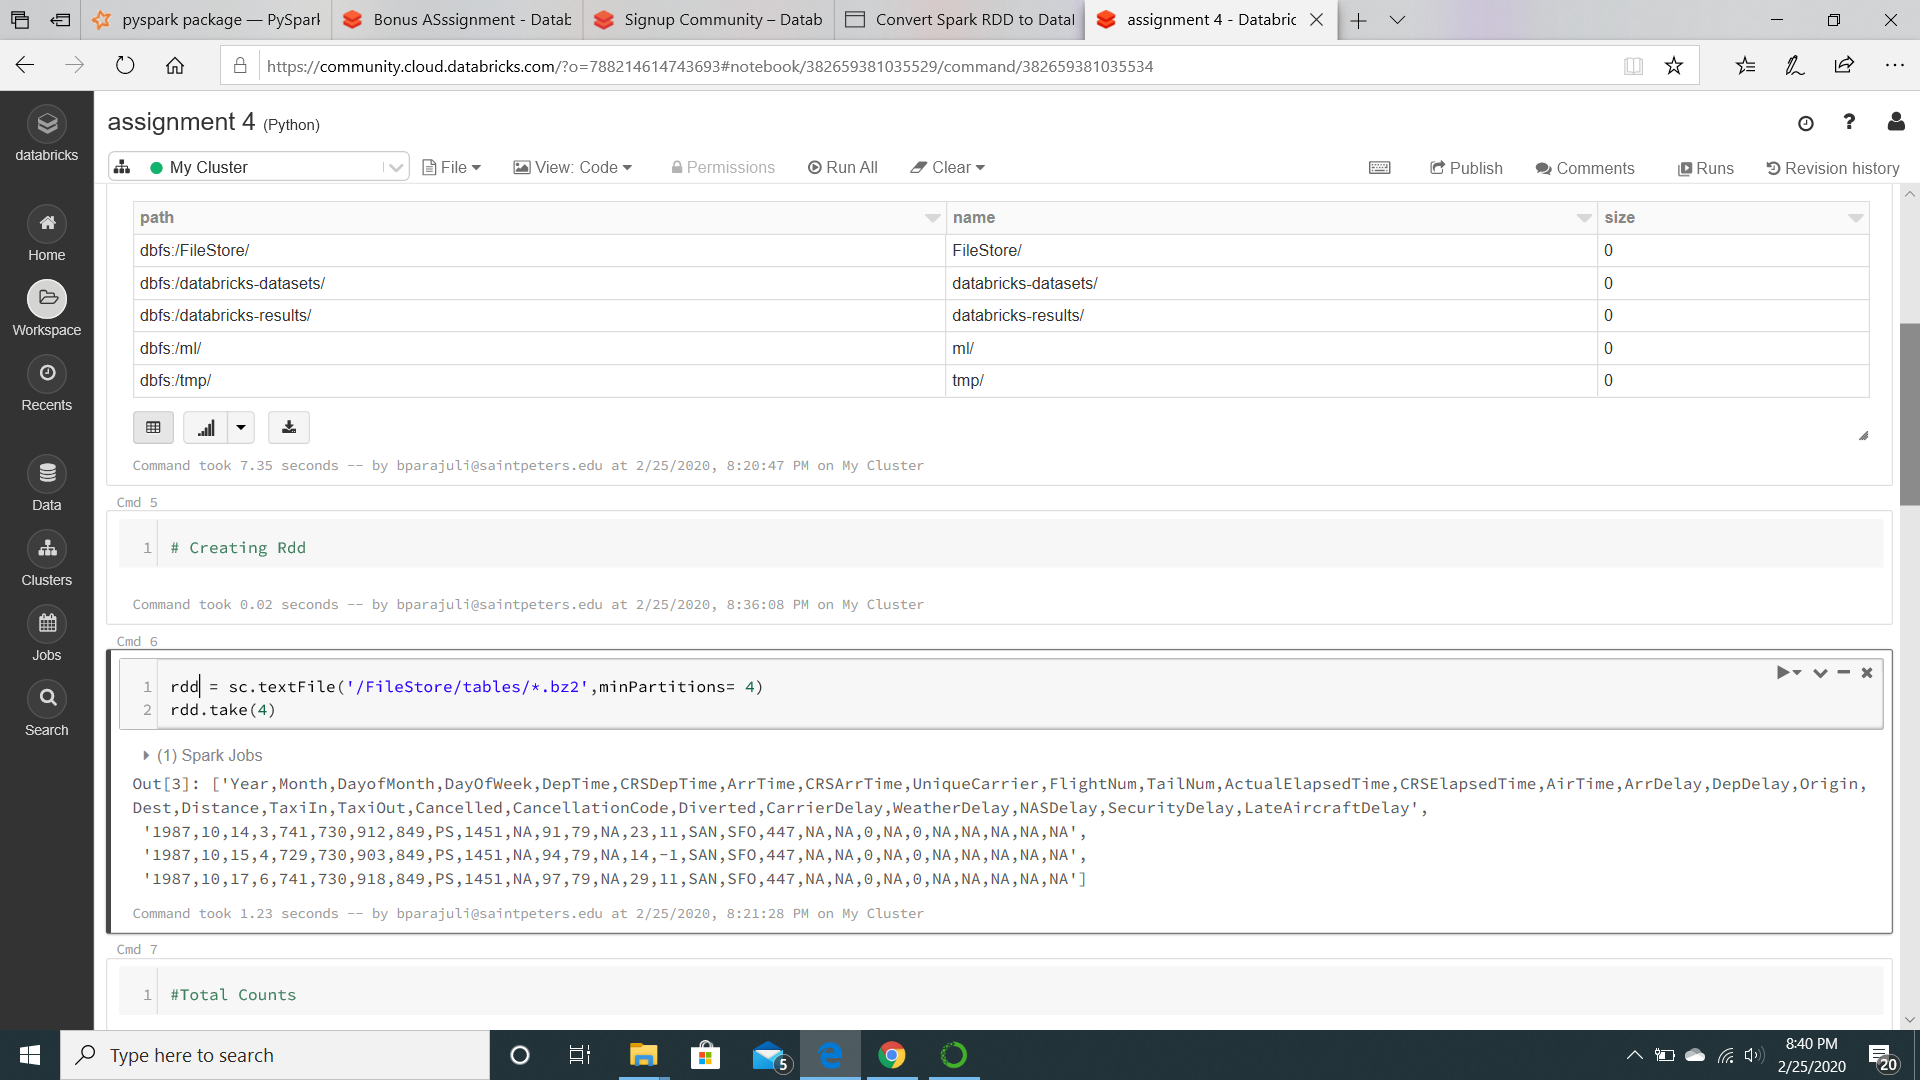 pyspark package — PySpark
Bonus ASssignment - Datab
Signup Community – Datab
Convert Spark RDD to Datal
assignment 4 - Databric
https://community.cloud.databricks.com/?o=788214614743693#notebook/382659381035529/command/382659381035534
databricks
Home
Workspace
Recents
Data
Clusters
Jobs
Search
assignment 4 (Python)
?
My Cluster
File
View: Code
Permissions
Run All
Clear
Publish
Comments
Runs
Revision history
path name size
dbfs:/FileStore/ FileStore/ 0
dbfs:/databricks-datasets/ databricks-datasets/ 0
dbfs:/databricks-results/ databricks-results/ 0
dbfs:/ml/ ml/ 0
dbfs:/tmp/ tmp/ 0
Command took 7.35 seconds -- by bparajuli@saintpeters.edu at 2/25/2020, 8:20:47 PM on My Cluster
Cmd 5
1 # Creating Rdd
Command took 0.02 seconds -- by bparajuli@saintpeters.edu at 2/25/2020, 8:36:08 PM on My Cluster
Cmd 6
1 rdd = sc.textFile('/FileStore/tables/*.bz2',minPartitions= 4)
2 rdd.take(4)
(1) Spark Jobs
Out[3]: ['Year,Month,DayofMonth,DayOfWeek,DepTime,CRSDepTime,ArrTime,CRSArrTime,UniqueCarrier,FlightNum,TailNum,ActualElapsedTime,CRSElapsedTime,AirTime,ArrDelay,DepDelay,Origin,
Dest,Distance,TaxiIn,TaxiOut,Cancelled,CancellationCode,Diverted,CarrierDelay,WeatherDelay,NASDelay,SecurityDelay,LateAircraftDelay',
'1987,10,14,3,741,730,912,849,PS,1451,NA,91,79,NA,23,11,SAN,SFO,447,NA,NA,0,NA,0,NA,NA,NA,NA,NA',
'1987,10,15,4,729,730,903,849,PS,1451,NA,94,79,NA,14,-1,SAN,SFO,447,NA,NA,0,NA,0,NA,NA,NA,NA,NA',
'1987,10,17,6,741,730,918,849,PS,1451,NA,97,79,NA,29,11,SAN,SFO,447,NA,NA,0,NA,0,NA,NA,NA,NA,NA']
Command took 1.23 seconds -- by bparajuli@saintpeters.edu at 2/25/2020, 8:21:28 PM on My Cluster
Cmd 7
1 #Total Counts
Type here to search
5
8:40 PM
2/25/2020
20